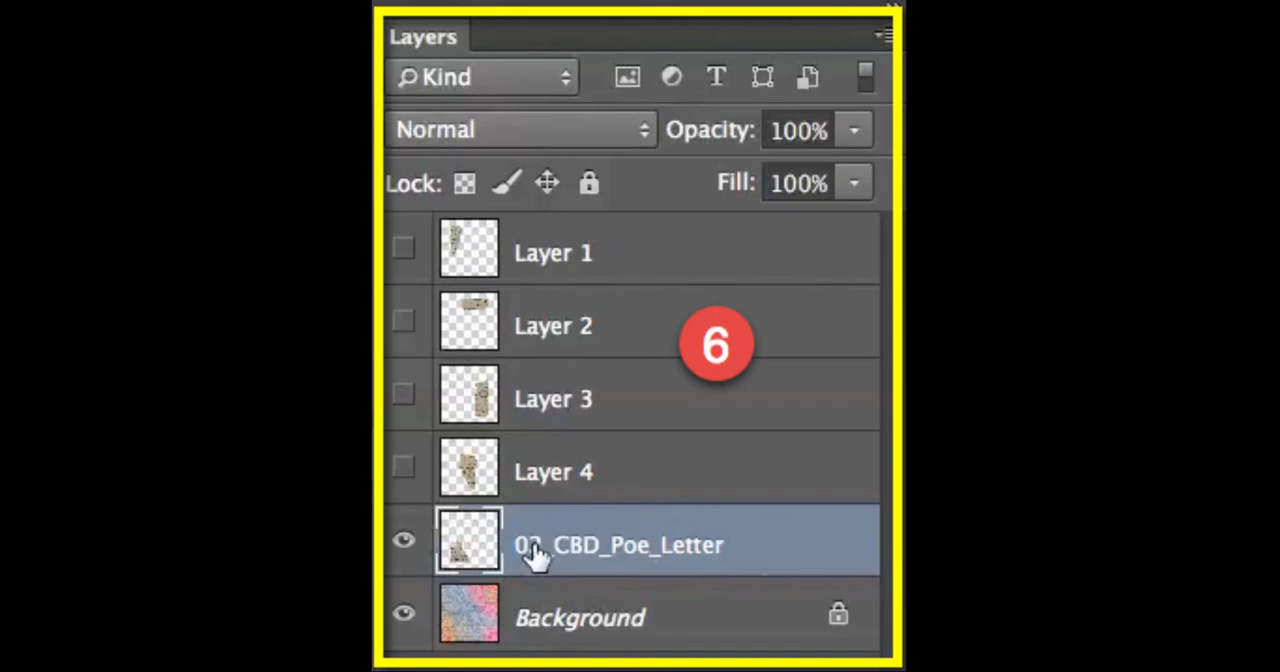 Layers
Kind T
Normal Opacity: 100%
Lock: Fill: 100%
Layer 1
Layer 2
6
Layer 3
Layer 4
CBD_Poe_Letter
Background